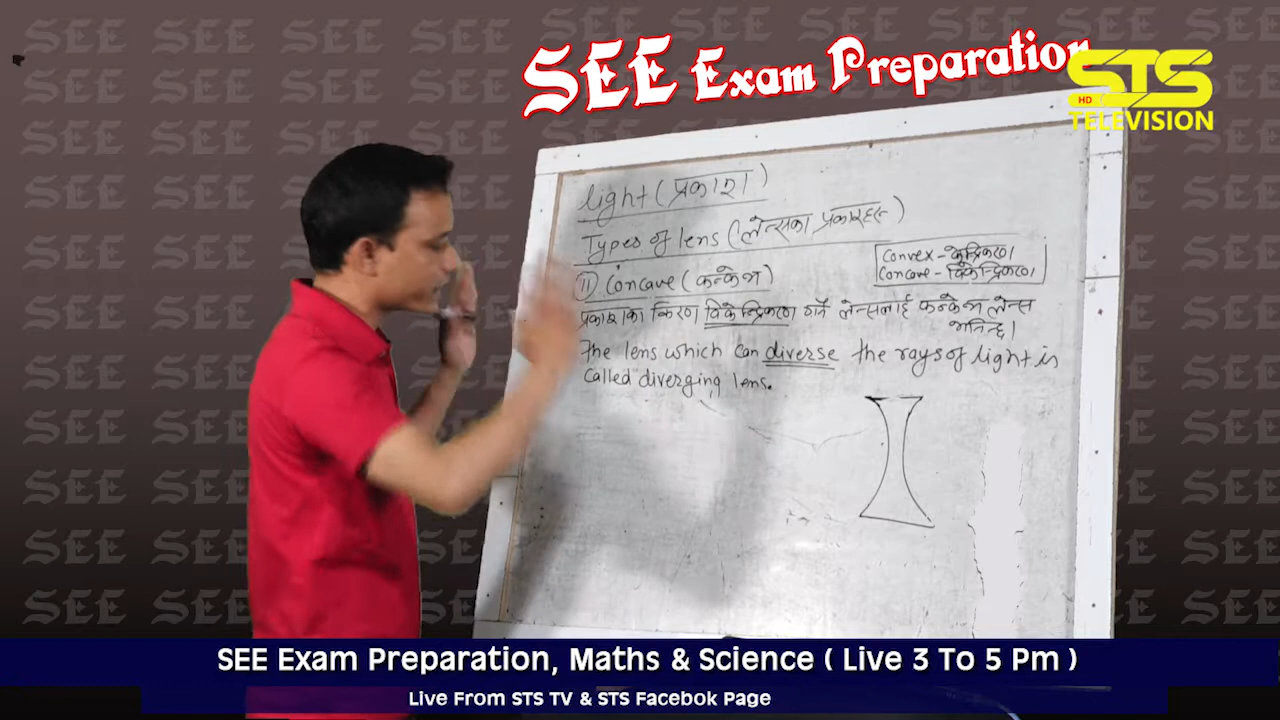 SEE Exam Preparation
STS
HD
TELEVISION
light (प्रकाश)
Types of lens (लेन्सका प्रकारहरु)
Convex - केन्द्रिकरण
Concave - विकेन्द्रिकरण
(ii) Concave (कन्केभ)
प्रकाशका किरण विकेन्द्रिकरण गर्ने लेन्सलाई कन्केभ लेन्स
भनिन्छ।
The lens which can diverse the rays of light is
called diverging lens.
SEE Exam Preparation, Maths & Science ( Live 3 To 5 Pm )
Live From STS TV & STS Facebok Page